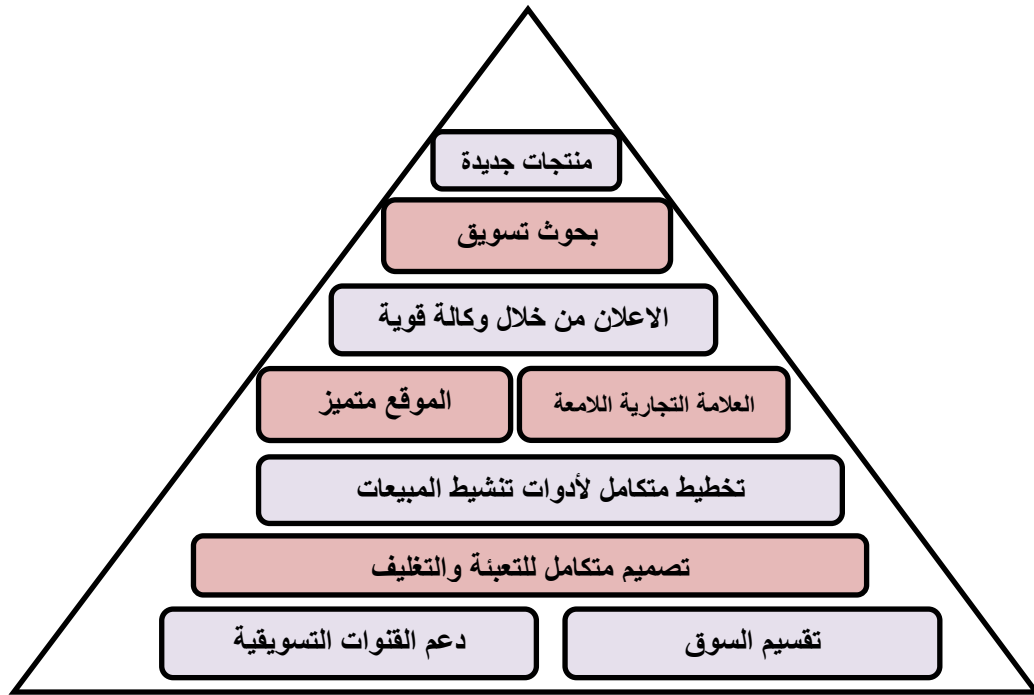 منتجات جديدة
بحوث تسويق
الاعلان من خلال وكالة قوية
العلامة التجارية اللامعة
الموقع متميز
تخطيط متكامل لأدوات تنشيط المبيعات
تصميم متكامل للتعبئة والتغليف
تقسيم السوق
دعم القنوات التسويقية